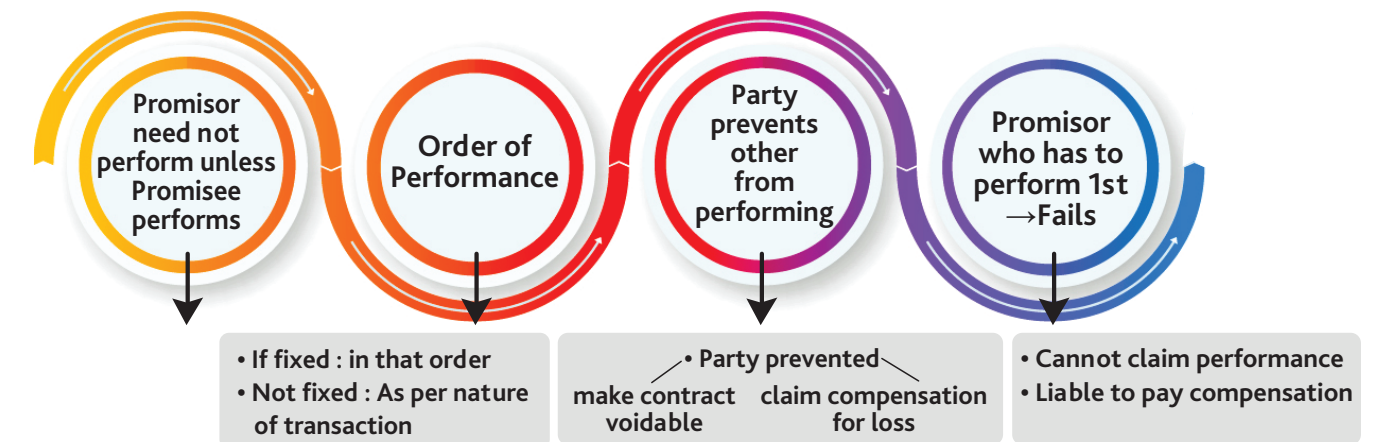 Promisor
need not
perform unless
Promisee
performs
Order of
Performance
Party
prevents
other
from
performing
Promisor
who has to
perform 1st
→Fails
• If fixed : in that order
• Not fixed : As per nature
of transaction
• Party prevented
make contract
voidable
claim compensation
for loss
• Cannot claim performance
• Liable to pay compensation